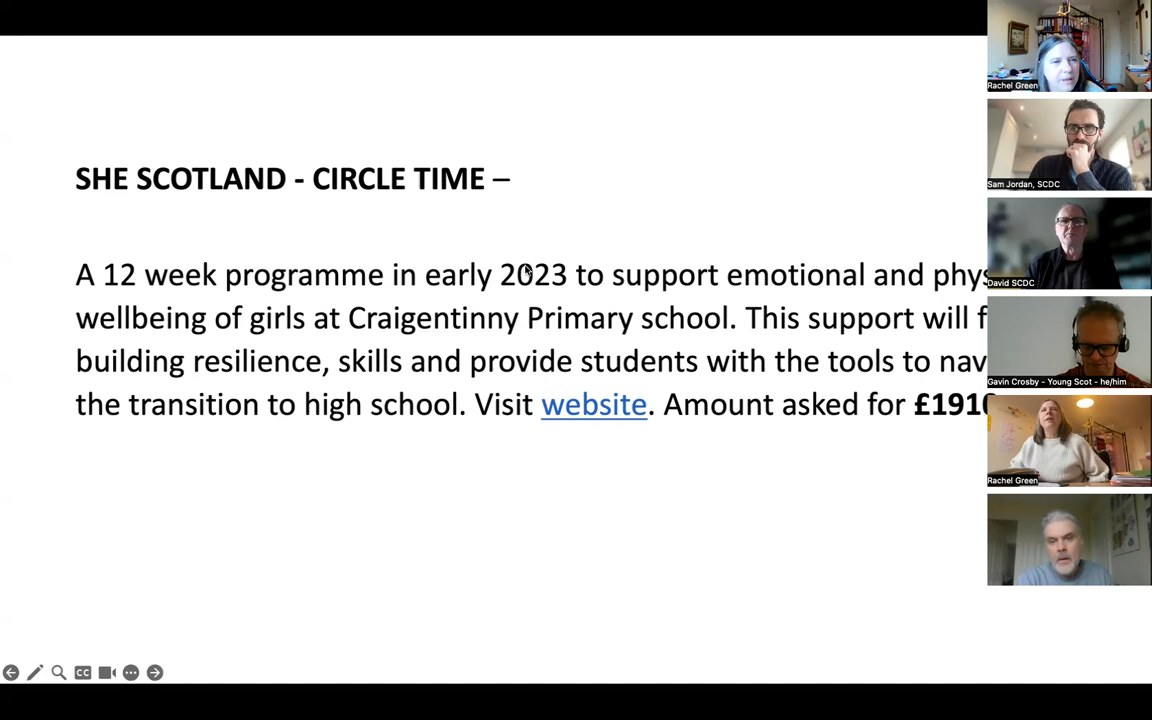 SHE SCOTLAND - CIRCLE TIME –
A 12 week programme in early 2023 to support emotional and phys
wellbeing of girls at Craigentinny Primary school. This support will f
building resilience, skills and provide students with the tools to nav
the transition to high school. Visit website. Amount asked for £1910
Rachel Green
Sam Jordan, SCDC
David SCDC
Gavin Crosby - Young Scot - he/him
Rachel Green
CC